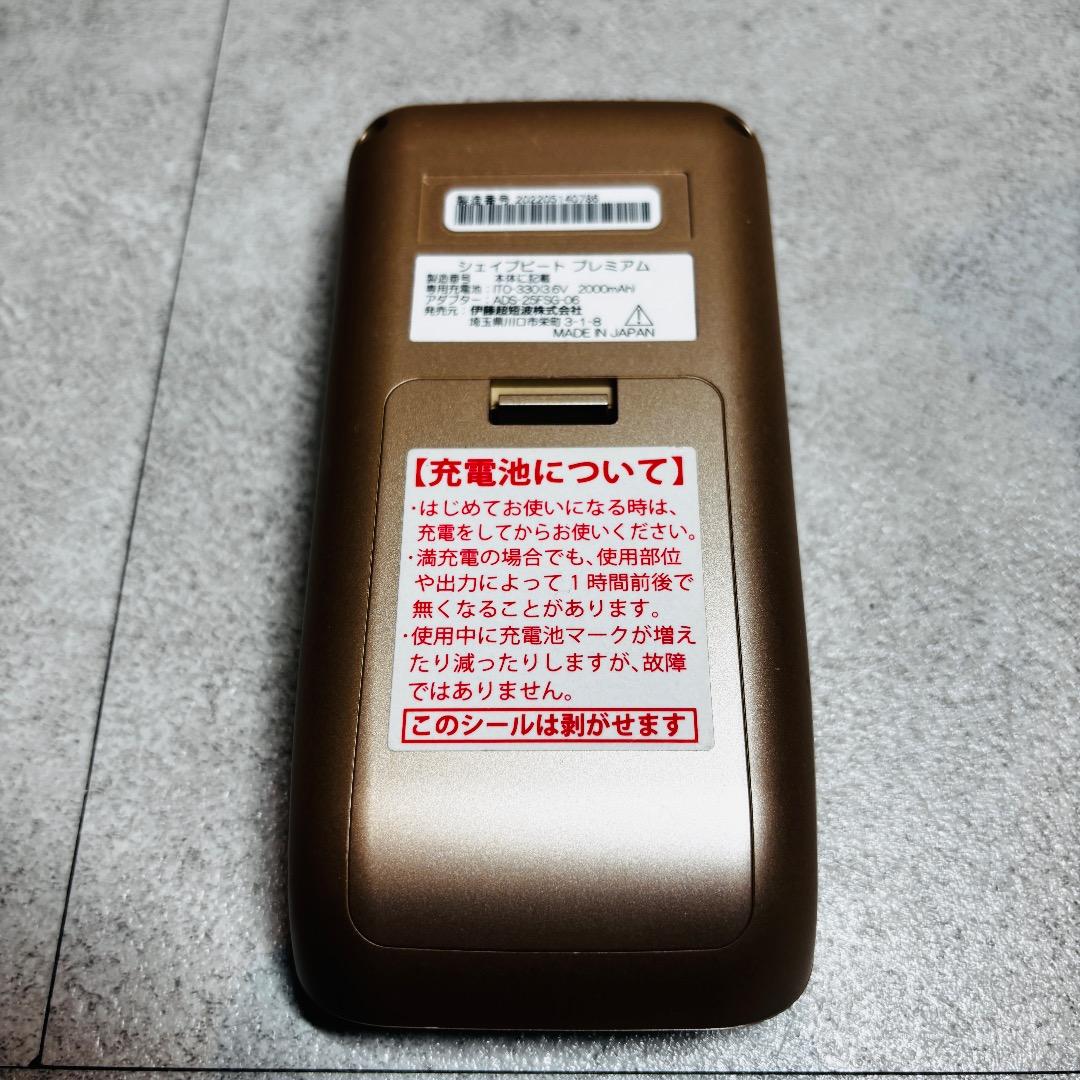 製造番号 202205140786
シェイプビート プレミアム
製造番号 本体に記載
専用充電池：ITO-330(3.6V 2000mAh)
アダプター：ADS-25FSG-06
発売元：伊藤超短波株式会社
埼玉県川口市栄町 3-1-8
MADE IN JAPAN
【充電池について】
・はじめてお使いになる時は、
充電をしてからお使いください。
・満充電の場合でも、使用部位
や出力によって1時間前後で
無くなることがあります。
・使用中に充電池マークが増え
たり減ったりしますが、故障
ではありません。
このシールは剥がせます